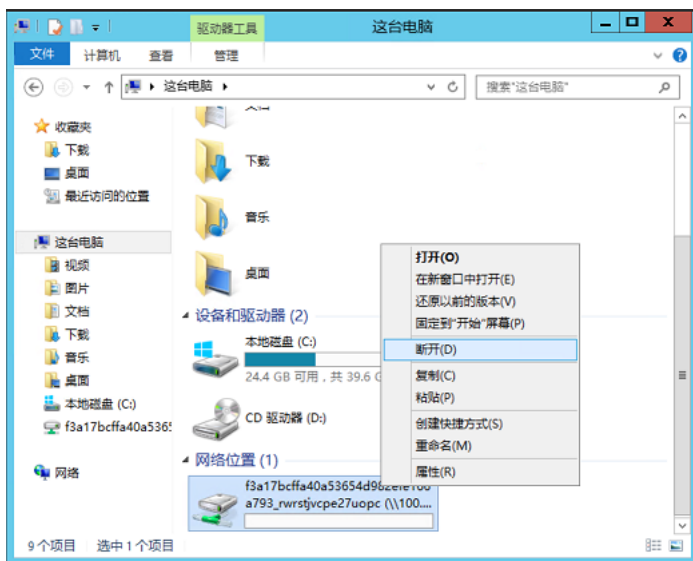 驱动器工具
这台电脑
文件
计算机
查看
管理
这台电脑
搜索"这台电脑"
收藏夹
下载
桌面
最近访问的位置
这台电脑
视频
图片
文档
下载
音乐
桌面
本地磁盘 (C:)
f3a17bcffa40a5365
网络
下载
音乐
桌面
设备和驱动器 (2)
本地磁盘 (C:)
24.4 GB 可用，共 39.6 G
CD 驱动器 (D:)
网络位置 (1)
f3a17bcffa40a53654d982efe100
a793_rwrstjvcpe27uopc (\\100....
打开(O)
在新窗口中打开(E)
还原以前的版本(V)
固定到"开始"屏幕(P)
断开(D)
复制(C)
粘贴(P)
创建快捷方式(S)
重命名(M)
属性(R)
9 个项目
选中 1 个项目